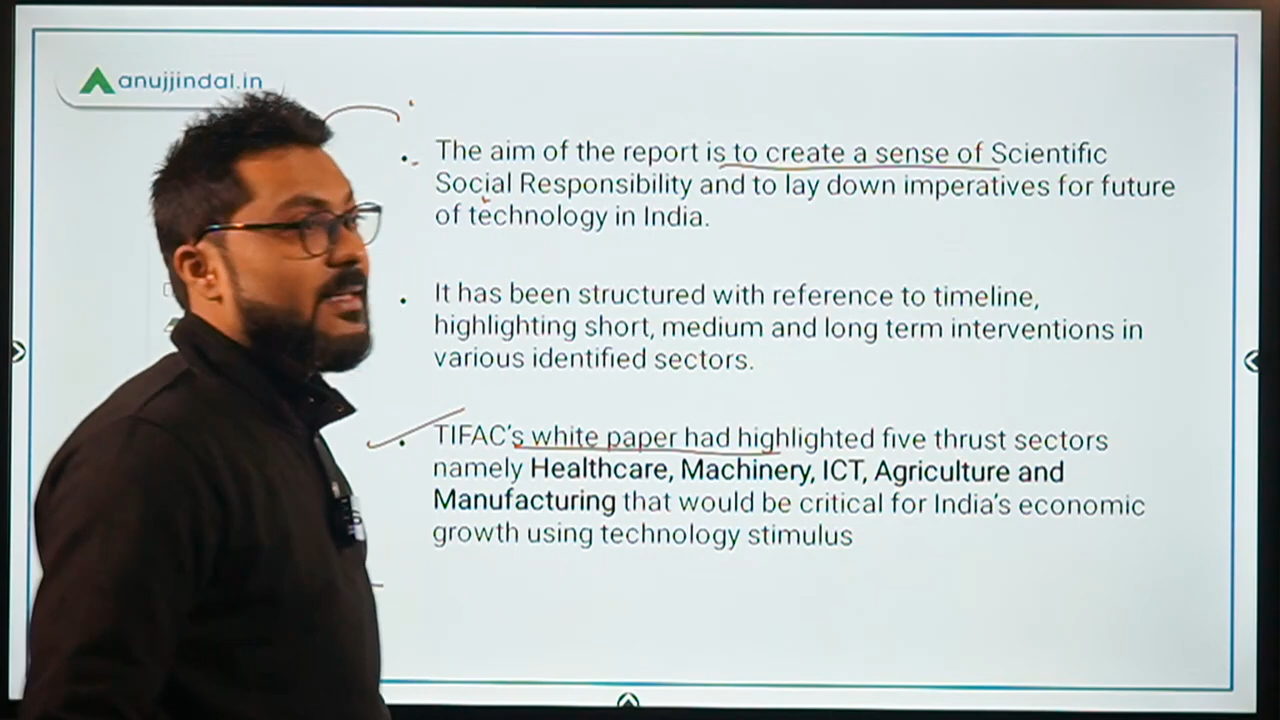 anujjindal.in
The aim of the report is to create a sense of Scientific
Social Responsibility and to lay down imperatives for future
of technology in India.
It has been structured with reference to timeline,
highlighting short, medium and long term interventions in
various identified sectors.
TIFAC's white paper had highlighted five thrust sectors
namely Healthcare, Machinery, ICT, Agriculture and
Manufacturing that would be critical for India's economic
growth using technology stimulus